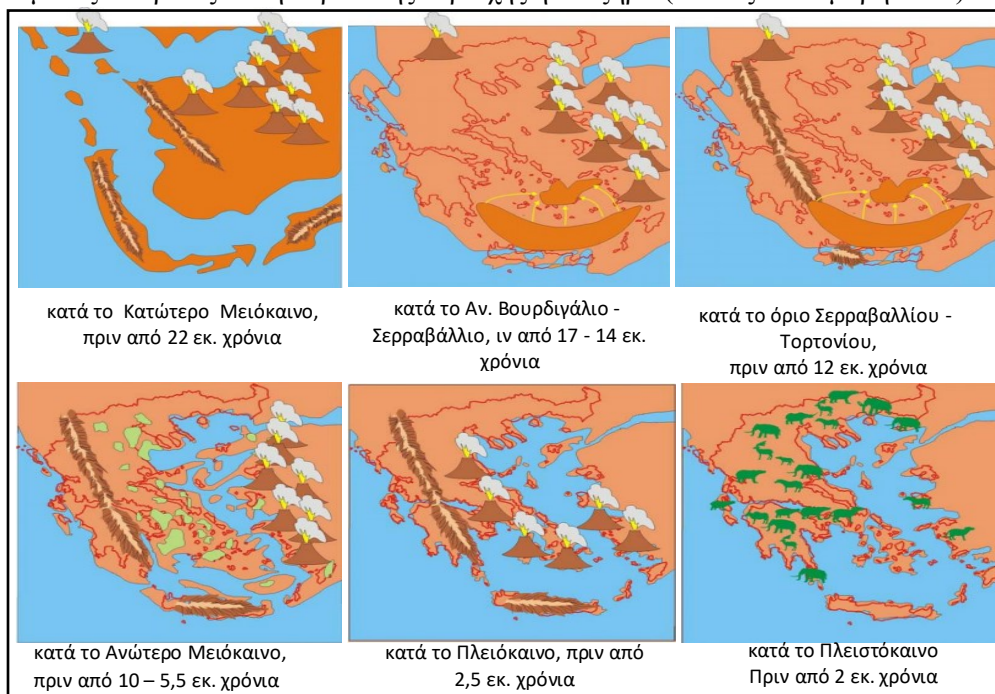 κατά το Κατώτερο Μειόκαινο,
πριν από 22 εκ. χρόνια
κατά το Αν. Βουρδιγάλιο -
Σερραβάλλιο, ιν από 17 - 14 εκ.
χρόνια
κατά το όριο Σερραβαλλίου -
Τορτονίου,
πριν από 12 εκ. χρόνια
κατά το Ανώτερο Μειόκαινο,
πριν από 10 – 5,5 εκ. χρόνια
κατά το Πλειόκαινο, πριν από
2,5 εκ. χρόνια
κατά το Πλειστόκαινο
Πριν από 2 εκ. χρόνια